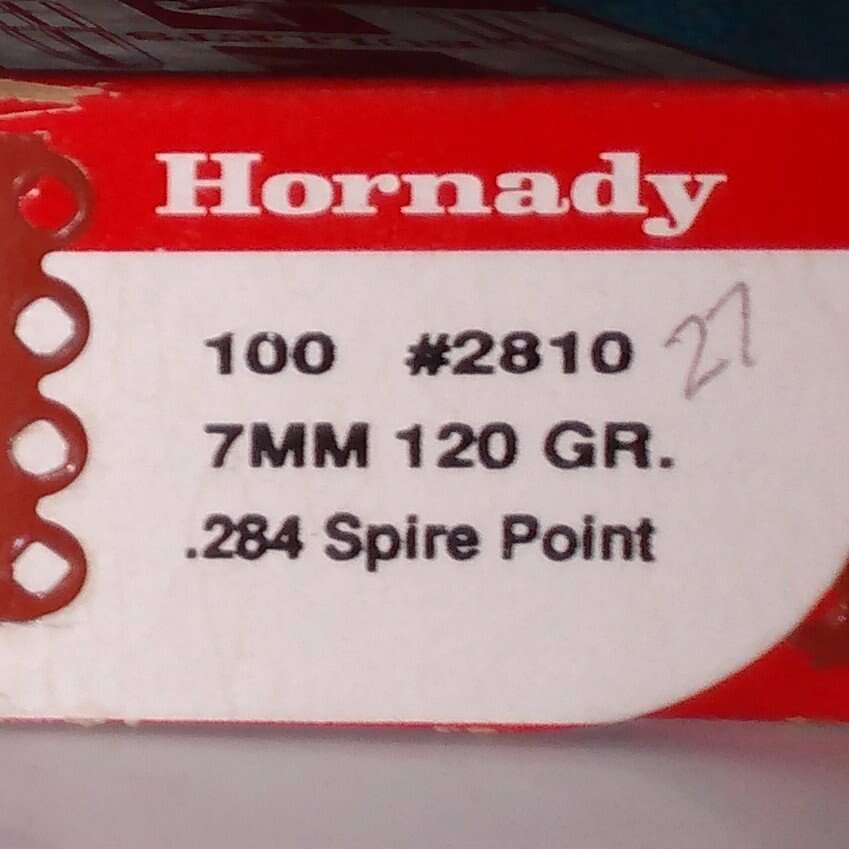 Hornady
100 #2810 27
7MM 120 GR.
.284 Spire Point